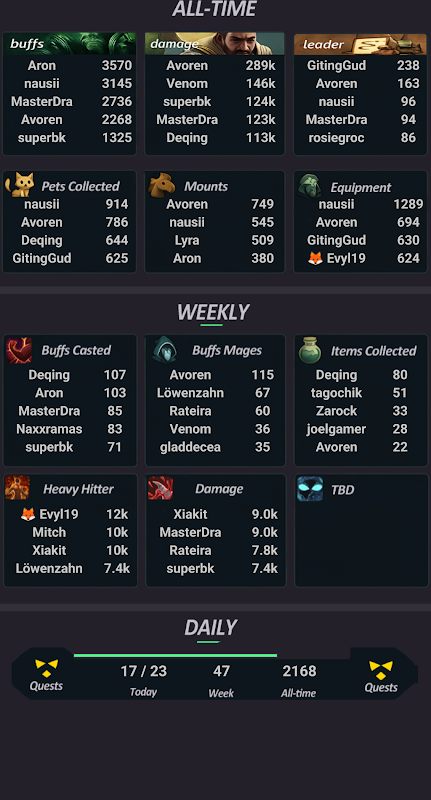 ALL-TIME
buffs damage leader
Aron 3570 Avoren 289k GitingGud 238
nausii 3145 Venom 146k Avoren 163
MasterDra 2736 superbk 124k nausii 96
Avoren 2268 MasterDra 123k MasterDra 94
superbk 1325 Deqing 113k rosiegroc 86
Pets Collected Mounts Equipment
nausii 914 Avoren 749 nausii 1289
Avoren 786 nausii 545 Avoren 694
Deqing 644 Lyra 509 GitingGud 630
GitingGud 625 Aron 380 🦊 Evyl19 624
WEEKLY
Buffs Casted Buffs Mages Items Collected
Deqing 107 Avoren 115 Deqing 80
Aron 103 Löwenzahn 67 tagochik 51
MasterDra 85 Rateira 60 Zarock 33
Naxxramas 83 Venom 36 joelgamer 28
superbk 71 gladdecea 35 Avoren 22
Heavy Hitter Damage TBD
🦊 Evyl19 12k Xiakit 9.0k
Mitch 10k MasterDra 9.0k
Xiakit 10k Rateira 7.8k
Löwenzahn 7.4k superbk 7.4k
DAILY
Quests 17 / 23 47 2168 Quests
Today Week All-time